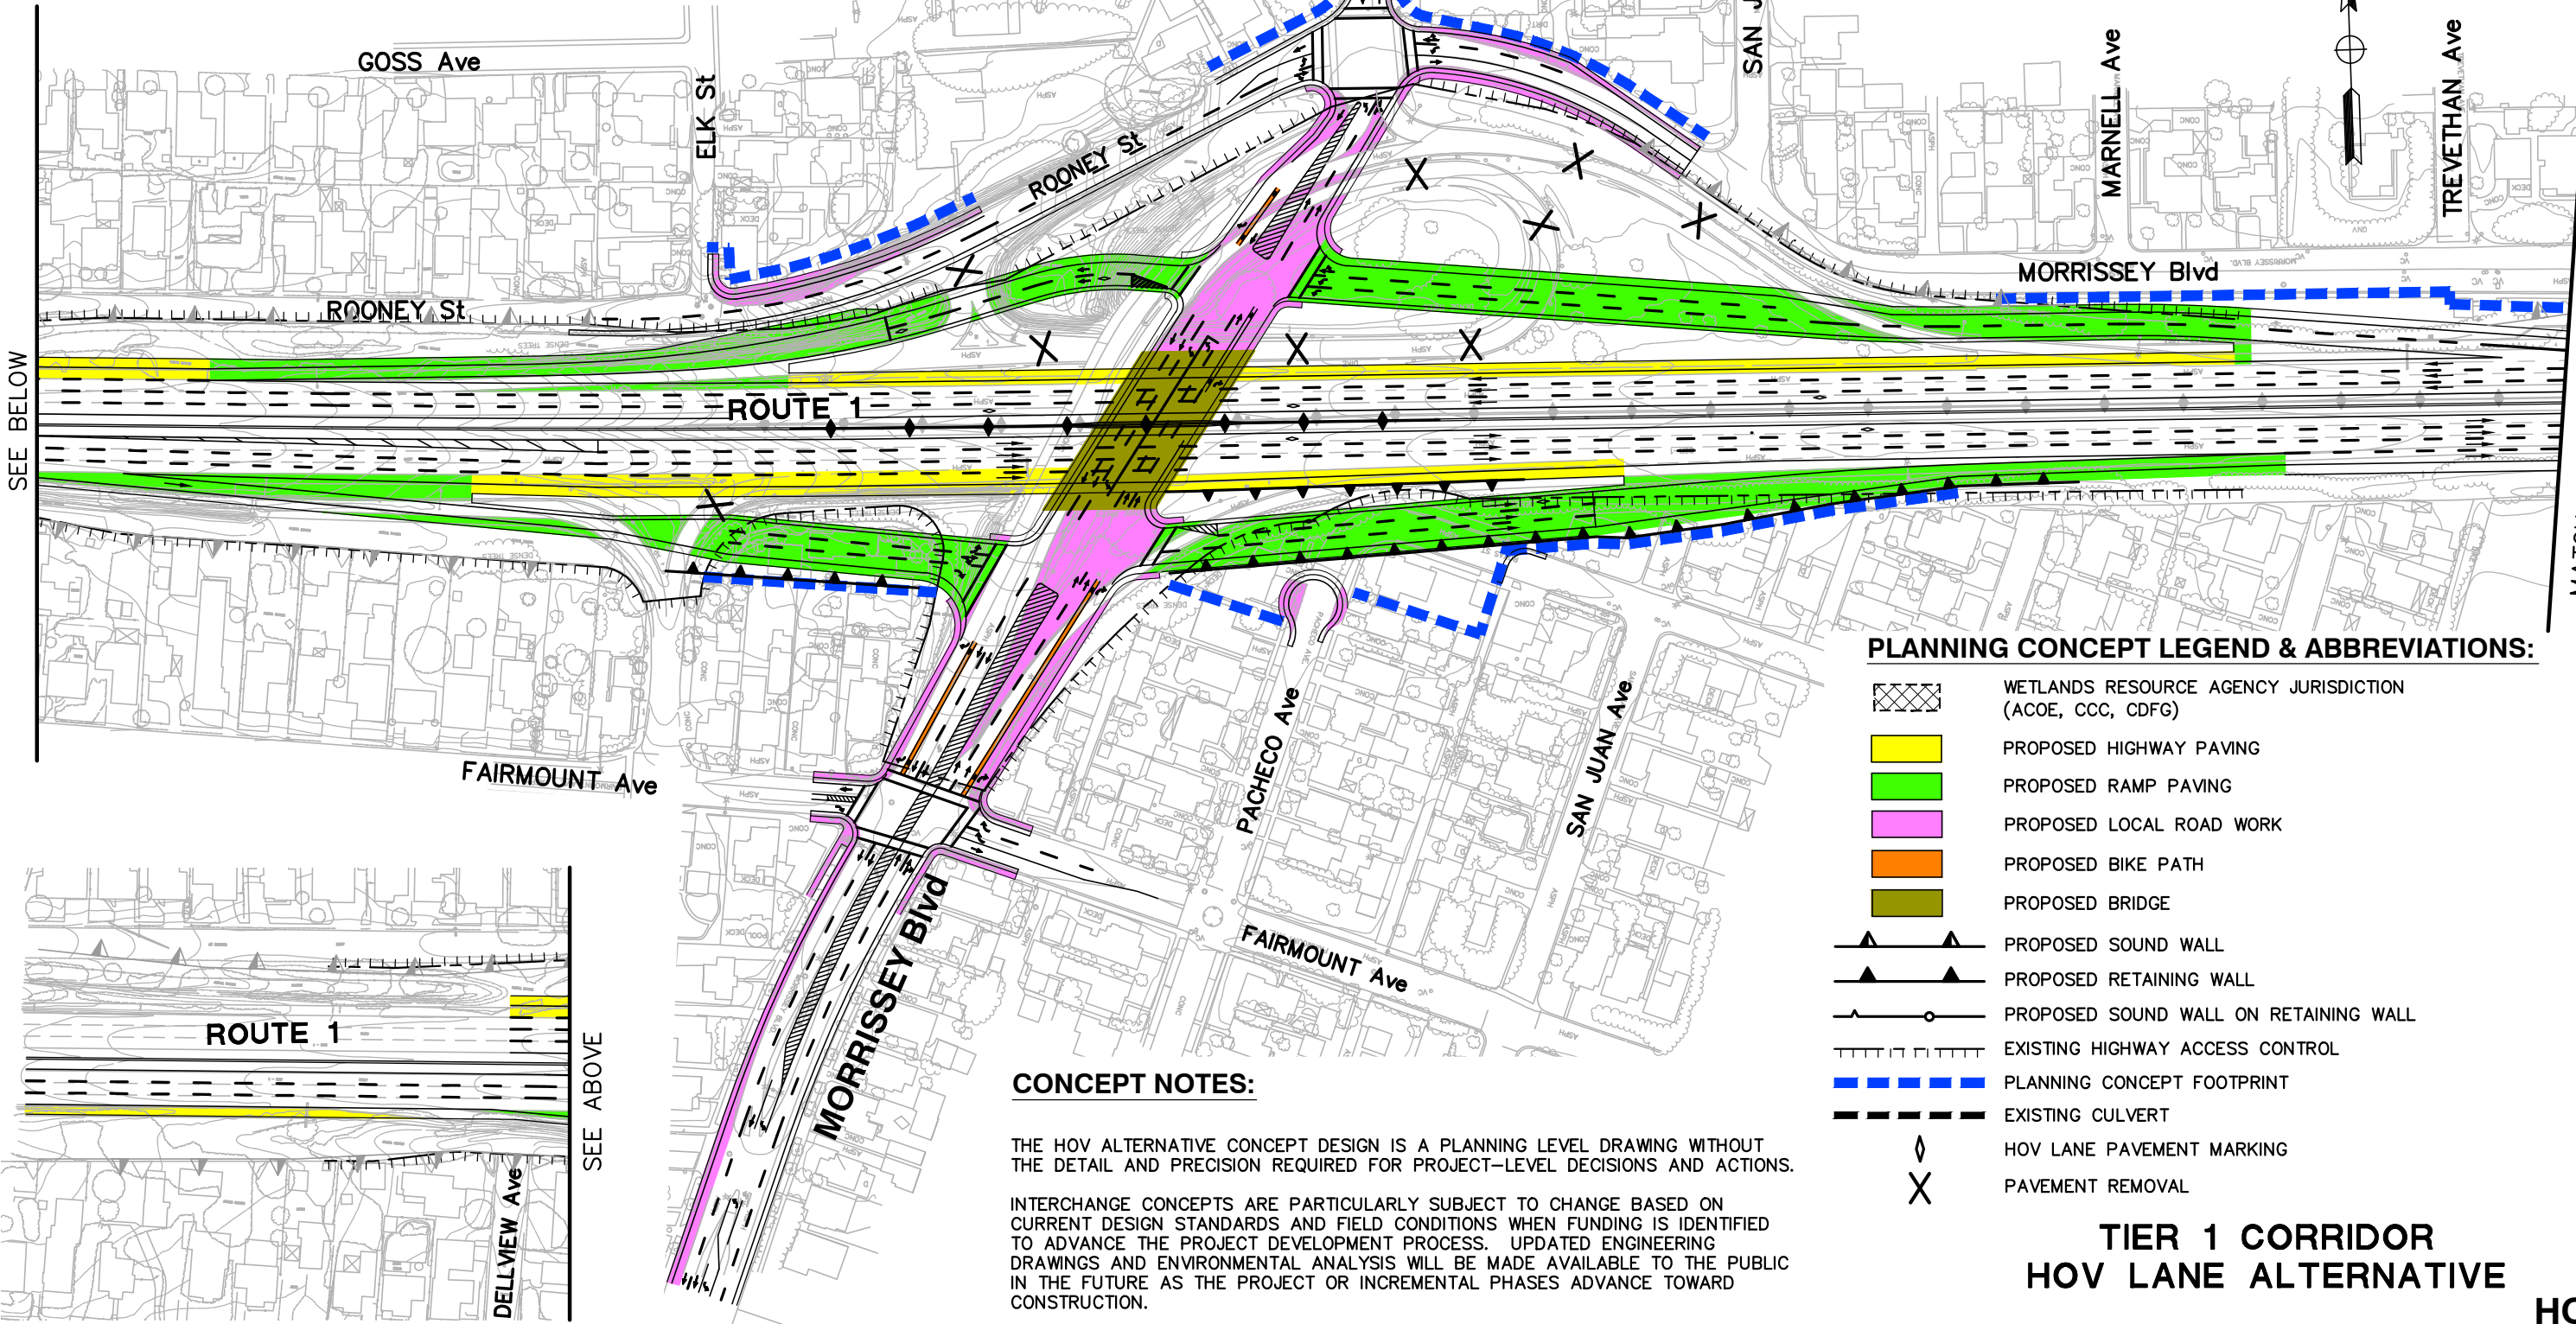 GOSS Ave
ELK St
ROONEY St
SAN J
MARNELL Ave
TREVETHAN Ave
ROONEY St
MORRISSEY Blvd
SEE BELOW
ROUTE 1
FAIRMOUNT Ave
PACHECO Ave
SAN JUAN Ave
FAIRMOUNT Ave
MORRISSEY Blvd
ROUTE 1
SEE ABOVE
DELLVIEW Ave
PLANNING CONCEPT LEGEND & ABBREVIATIONS:
WETLANDS RESOURCE AGENCY JURISDICTION
(ACOE, CCC, CDFG)
PROPOSED HIGHWAY PAVING
PROPOSED RAMP PAVING
PROPOSED LOCAL ROAD WORK
PROPOSED BIKE PATH
PROPOSED BRIDGE
PROPOSED SOUND WALL
PROPOSED RETAINING WALL
PROPOSED SOUND WALL ON RETAINING WALL
EXISTING HIGHWAY ACCESS CONTROL
PLANNING CONCEPT FOOTPRINT
EXISTING CULVERT
HOV LANE PAVEMENT MARKING
PAVEMENT REMOVAL
CONCEPT NOTES:
THE HOV ALTERNATIVE CONCEPT DESIGN IS A PLANNING LEVEL DRAWING WITHOUT
THE DETAIL AND PRECISION REQUIRED FOR PROJECT-LEVEL DECISIONS AND ACTIONS.
INTERCHANGE CONCEPTS ARE PARTICULARLY SUBJECT TO CHANGE BASED ON
CURRENT DESIGN STANDARDS AND FIELD CONDITIONS WHEN FUNDING IS IDENTIFIED
TO ADVANCE THE PROJECT DEVELOPMENT PROCESS. UPDATED ENGINEERING
DRAWINGS AND ENVIRONMENTAL ANALYSIS WILL BE MADE AVAILABLE TO THE PUBLIC
IN THE FUTURE AS THE PROJECT OR INCREMENTAL PHASES ADVANCE TOWARD
CONSTRUCTION.
TIER 1 CORRIDOR
HOV LANE ALTERNATIVE
HO